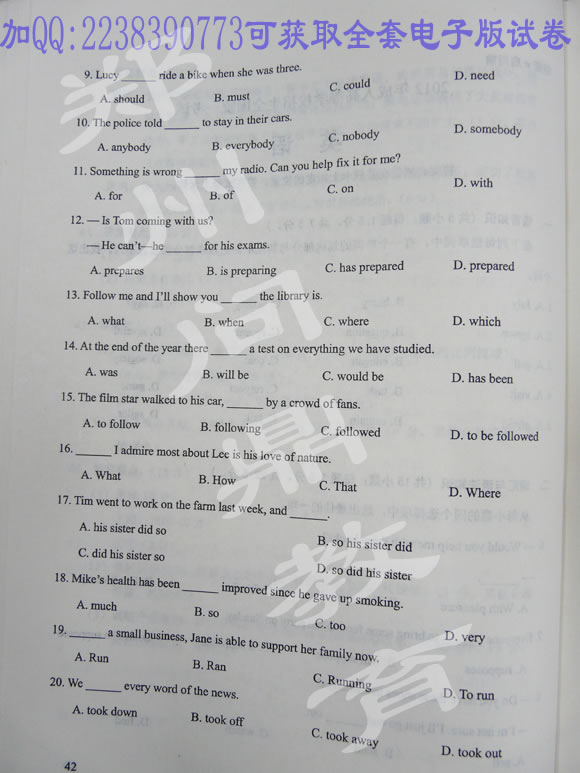 加QQ:2238390773可获取全套电子版试卷
9. Lucy ______ ride a bike when she was three.
A. should B. must C. could D. need
10. The police told ______ to stay in their cars.
A. anybody B. everybody C. nobody D. somebody
11. Something is wrong ______ my radio. Can you help fix it for me?
A. for B. of C. on D. with
12. — Is Tom coming with us?
— He can't—he ______ for his exams.
A. prepares B. is preparing C. has prepared D. prepared
13. Follow me and I'll show you ______ the library is.
A. what B. when C. where D. which
14. At the end of the year there ______ a test on everything we have studied.
A. was B. will be C. would be D. has been
15. The film star walked to his car, ______ by a crowd of fans.
A. to follow B. following C. followed D. to be followed
16. ______ I admire most about Lee is his love of nature.
A. What B. How C. That D. Where
17. Tim went to work on the farm last week, and ______.
A. his sister did so B. so his sister did
C. did his sister so D. so did his sister
18. Mike's health has been ______ improved since he gave up smoking.
A. much B. so C. too D. very
19. ______ a small business, Jane is able to support her family now.
A. Run B. Ran C. Running D. To run
20. We ______ every word of the news.
A. took down B. took off C. took away D. took out
42
郑州问鼎教育